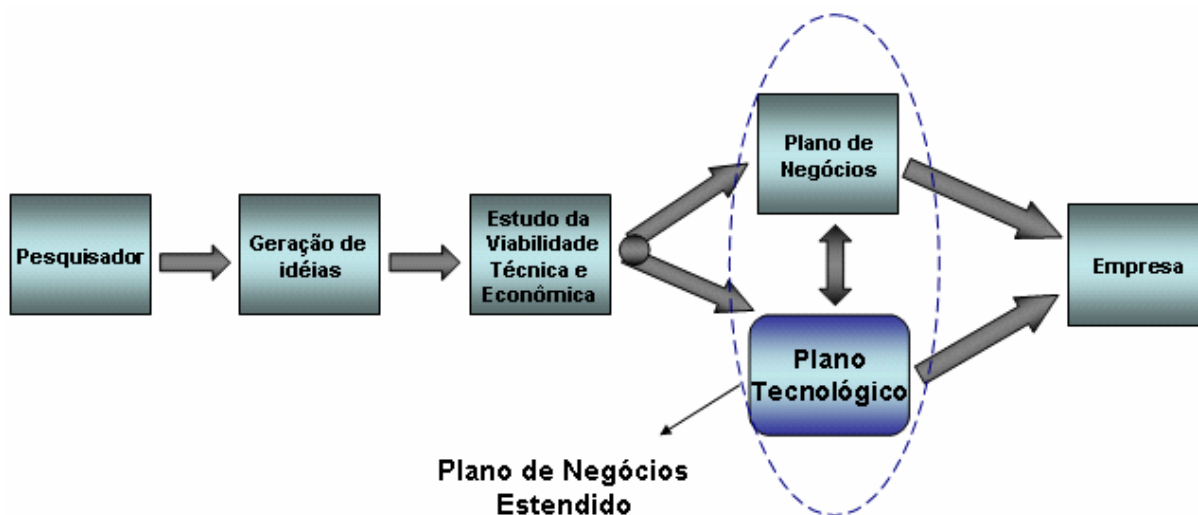 Pesquisador
Geração de
idéias
Estudo da
Viabilidade
Técnica e
Econômica
Plano de
Negócios
Plano
Tecnológico
Empresa
Plano de Negócios
Estendido